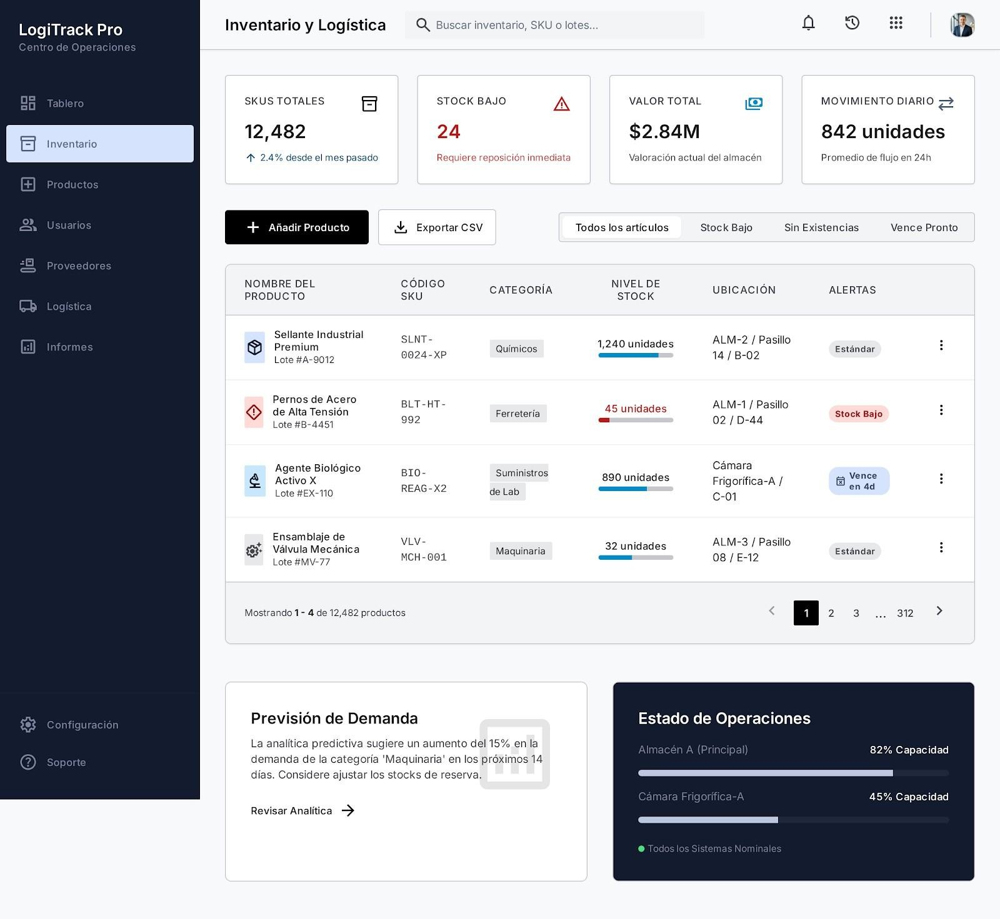 LogiTrack Pro
Centro de Operaciones
Tablero
Inventario
Productos
Usuarios
Proveedores
Logística
Informes
Configuración
Soporte
Inventario y Logística
Buscar inventario, SKU o lotes...
SKUS TOTALES
12,482
2.4% desde el mes pasado
STOCK BAJO
24
Requiere reposición inmediata
VALOR TOTAL
$2.84M
Valoración actual del almacén
MOVIMIENTO DIARIO
842 unidades
Promedio de flujo en 24h
Añadir Producto
Exportar CSV
Todos los artículos
Stock Bajo
Sin Existencias
Vence Pronto
NOMBRE DEL
PRODUCTO
CÓDIGO
SKU
CATEGORÍA
NIVEL DE
STOCK
UBICACIÓN
ALERTAS
Sellante Industrial
Premium
Lote #A-9012
SLNT-
0024-XP
Químicos
1,240 unidades
ALM-2 / Pasillo
14 / B-02
Estándar
Pernos de Acero
de Alta Tensión
Lote #B-4451
BLT-HT-
992
Ferretería
45 unidades
ALM-1 / Pasillo
02 / D-44
Stock Bajo
Agente Biológico
Activo X
Lote #EX-110
BIO-
REAG-X2
Suministros
de Lab
890 unidades
Cámara
Frigorífica-A /
C-01
Vence
en 4d
Ensamblaje de
Válvula Mecánica
Lote #MV-77
VLV-
MCH-001
Maquinaria
32 unidades
ALM-3 / Pasillo
08 / E-12
Estándar
Mostrando 1 - 4 de 12,482 productos
1 2 3 ... 312
Previsión de Demanda
La analítica predictiva sugiere un aumento del 15% en la
demanda de la categoría 'Maquinaria' en los próximos 14
días. Considere ajustar los stocks de reserva.
Revisar Analítica
Estado de Operaciones
Almacén A (Principal)
82% Capacidad
Cámara Frigorífica-A
45% Capacidad
Todos los Sistemas Nominales